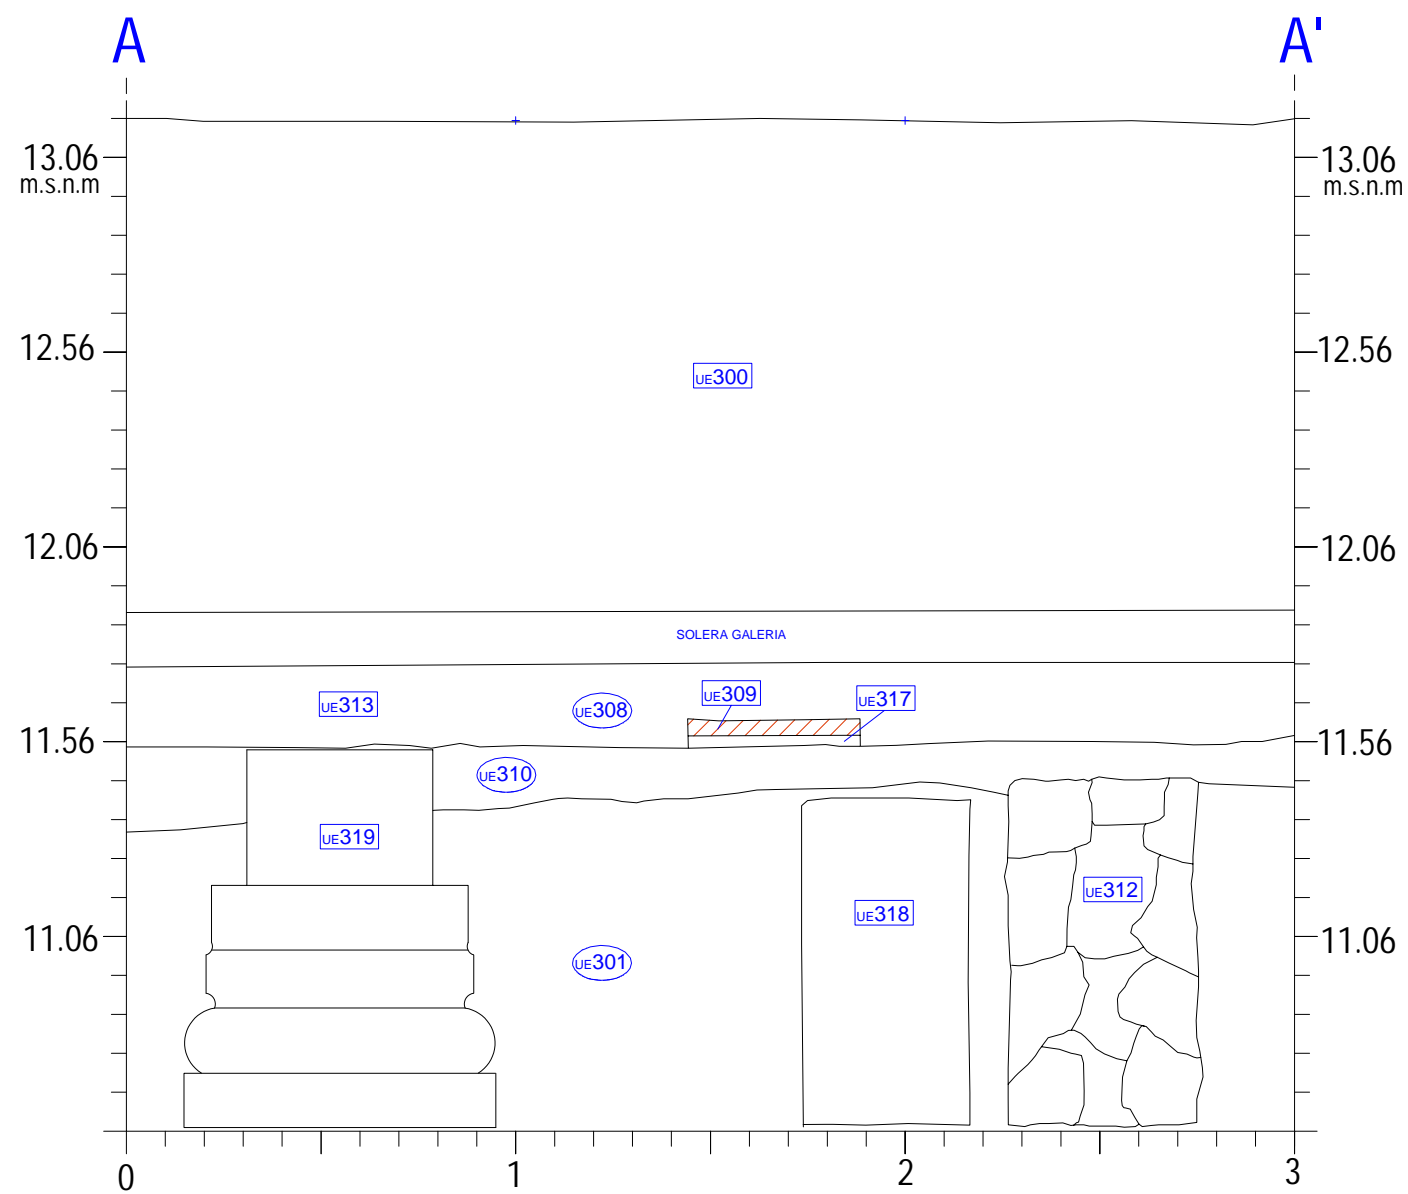 A A'
13.06 13.06
m.s.n.m m.s.n.m
12.56 12.56
UE300
12.06 12.06
SOLERA GALERIA
UE313 UE308 UE309 UE317
11.56 11.56
UE310
UE319
UE312
UE318
11.06 11.06
UE301
0 1 2 3